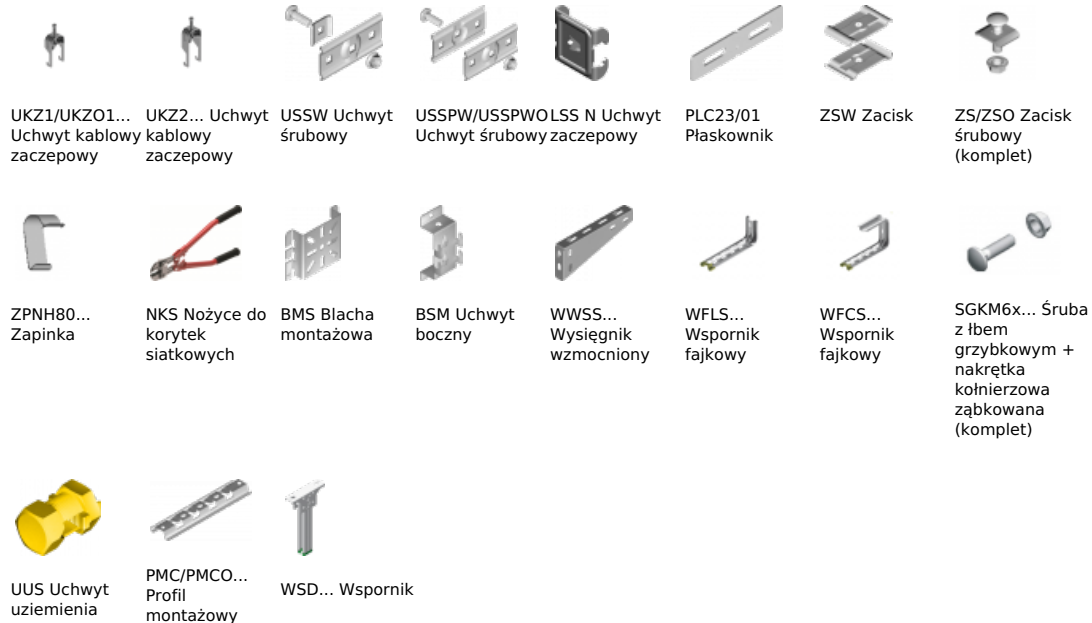 UKZ1/UKZO1...
Uchwyt kablowy
zaczepowy
UKZ2... Uchwyt
kablowy
zaczepowy
USSW Uchwyt
śrubowy
USSPW/USSPWO
Uchwyt śrubowy
LSS N Uchwyt
zaczepowy
PLC23/01
Płaskownik
ZSW Zacisk
ZS/ZSO Zacisk
śrubowy
(komplet)
ZPNH80...
Zapinka
NKS Nożyce do
korytek
siatkowych
BMS Blacha
montażowa
BSM Uchwyt
boczny
WWSS...
Wysięgnik
wzmocniony
WFLS...
Wspornik
fajkowy
WFCS...
Wspornik
fajkowy
SGKM6x... Śruba
z łbem
grzybkowym +
nakrętka
kołnierzowa
ząbkowana
(komplet)
UUS Uchwyt
uziemienia
PMC/PMCO...
Profil
montażowy
WSD... Wspornik